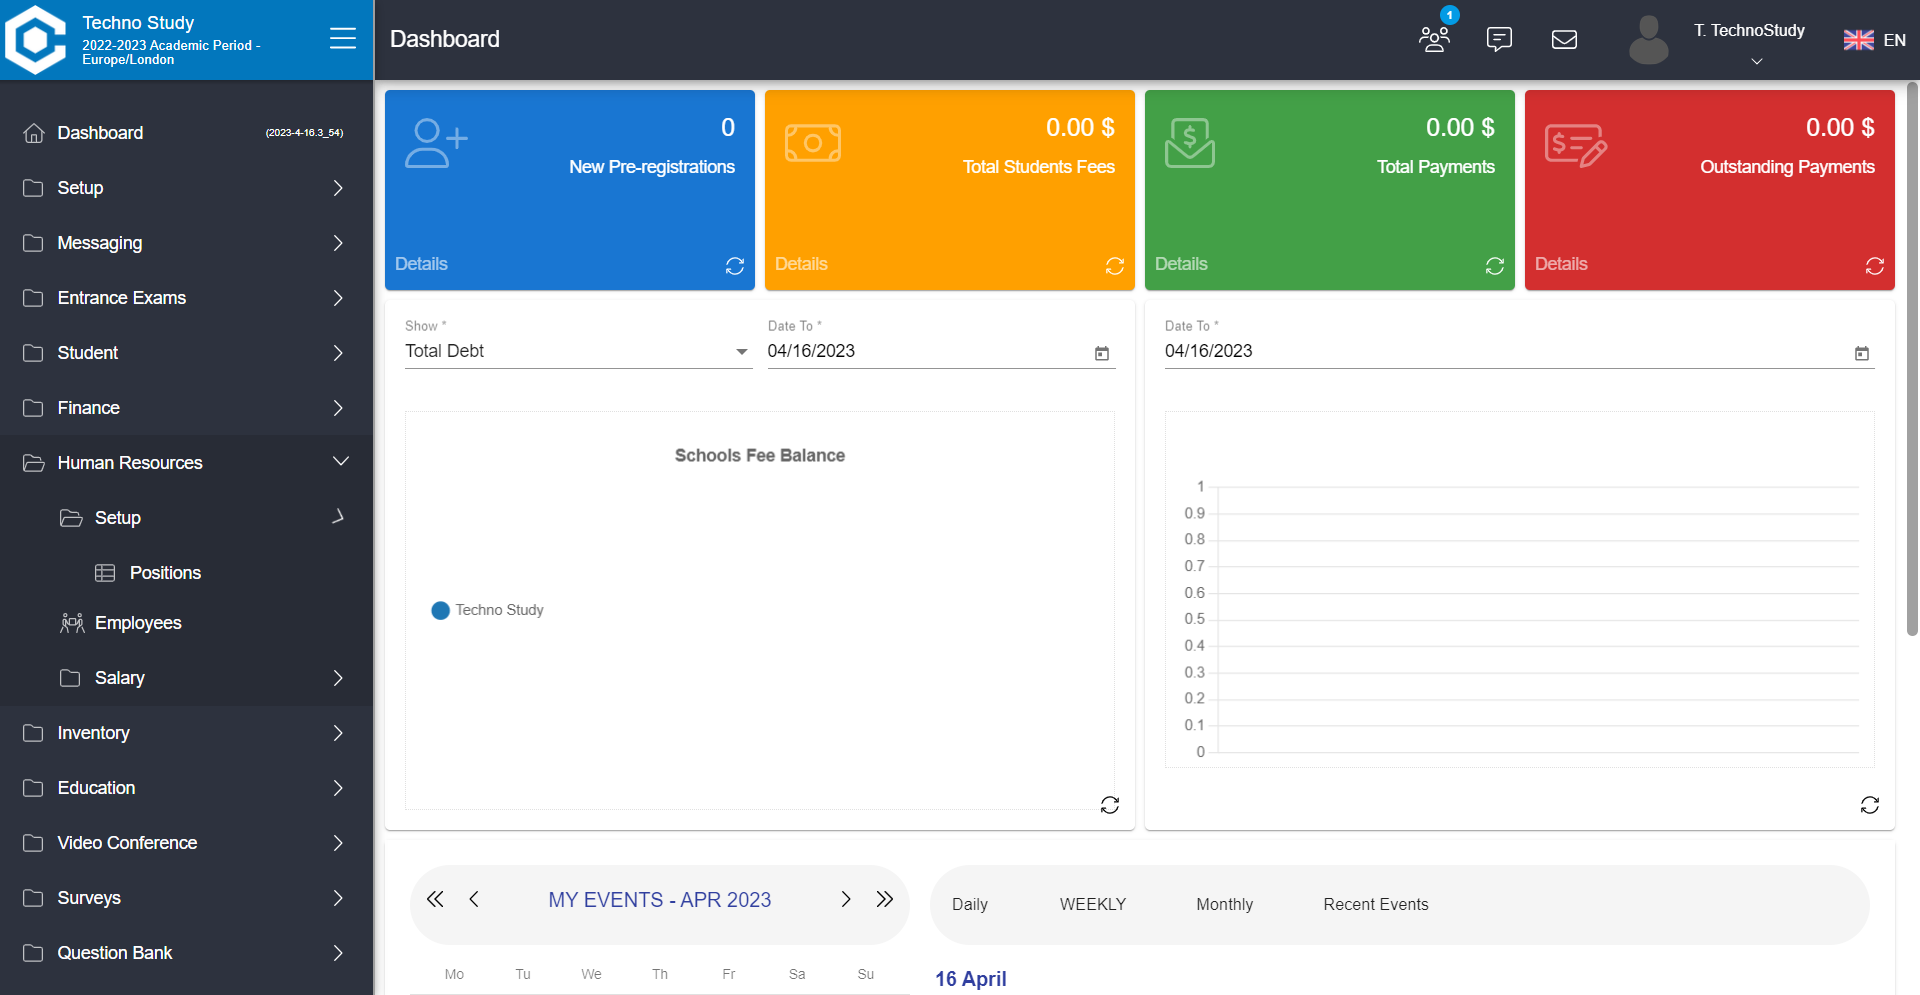 Techno Study
2022-2023 Academic Period -
Europe/London
Dashboard
1
T. TechnoStudy
EN
Dashboard
(2023-4-16.3_54)
Setup
Messaging
Entrance Exams
Student
Finance
Human Resources
Setup
Positions
Employees
Salary
Inventory
Education
Video Conference
Surveys
Question Bank
0
New Pre-registrations
Details
0.00 $
Total Students Fees
Details
0.00 $
Total Payments
Details
0.00 $
Outstanding Payments
Details
Show *
Total Debt
Date To *
04/16/2023
Schools Fee Balance
Techno Study
Date To *
04/16/2023
1
0.9
0.8
0.7
0.6
0.5
0.4
0.3
0.2
0.1
0
MY EVENTS - APR 2023
Mo Tu We Th Fr Sa Su
Daily WEEKLY Monthly Recent Events
16 April